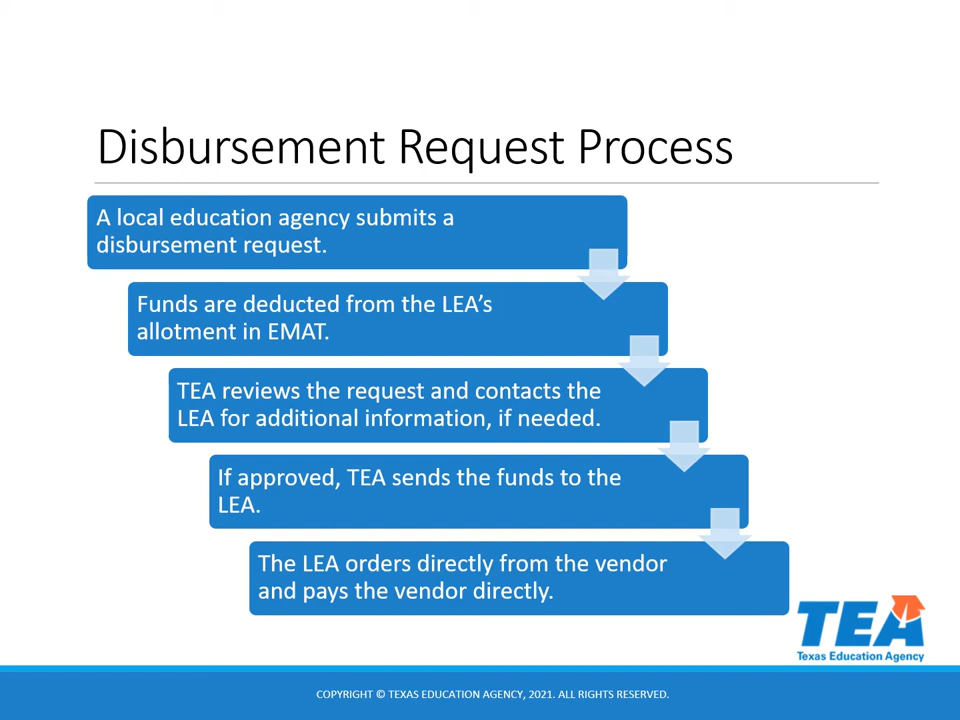 Disbursement Request Process
A local education agency submits a
disbursement request.
Funds are deducted from the LEA’s
allotment in EMAT.
TEA reviews the request and contacts the
LEA for additional information, if needed.
If approved, TEA sends the funds to the
LEA.
The LEA orders directly from the vendor
and pays the vendor directly.
TEA
Texas Education Agency
COPYRIGHT © TEXAS EDUCATION AGENCY, 2021. ALL RIGHTS RESERVED.